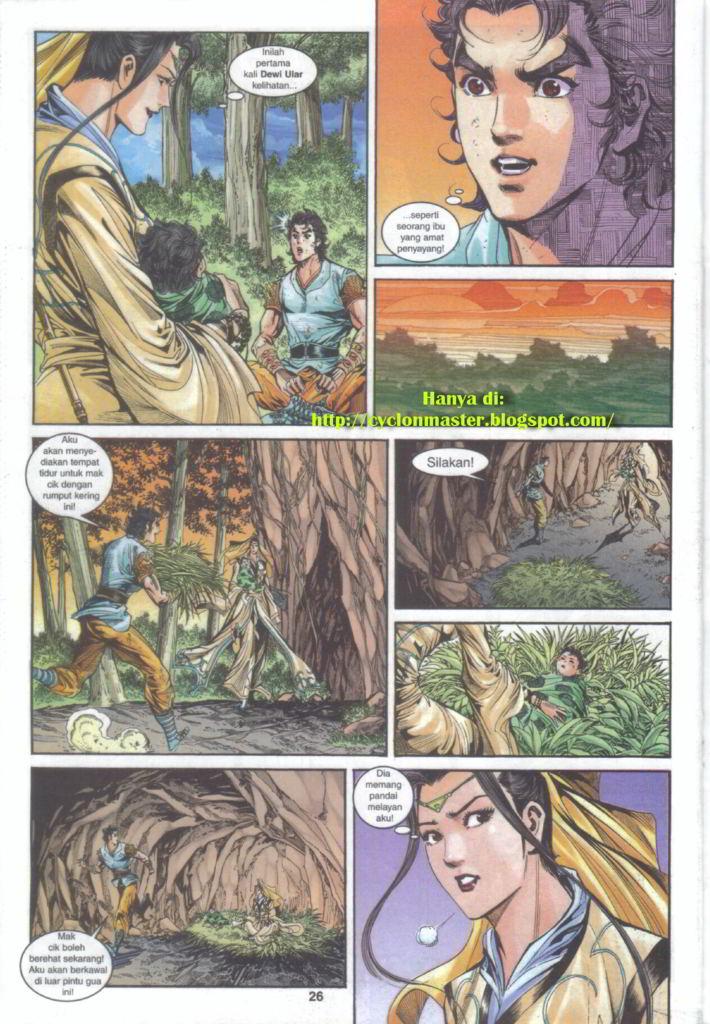 Inilah
pertama
kali Dewi Ular
kelihatan...
...seperti
seorang ibu
yang amat
penyayang!
Hanya di:
http://cyclonmaster.blogspot.com/
Aku
akan menye-
diakan tempat
tidur untuk mak
cik dengan
rumput kering
ini!
Silakan!
Mak
cik boleh
berehat sekarang!
Aku akan berkawal
di luar pintu gua
ini!
Dia
memang
pandai
melayan
aku!
26